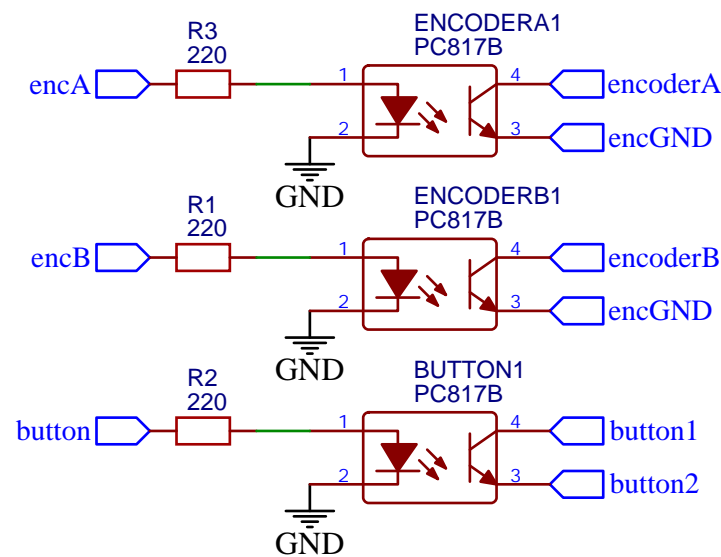 ENCODERA1
PC817B
R3
220
encA
1
2
4
3
encoderA
encGND
GND
ENCODERB1
PC817B
R1
220
encB
1
2
4
3
encoderB
encGND
GND
BUTTON1
PC817B
R2
220
button
1
2
4
3
button1
button2
GND